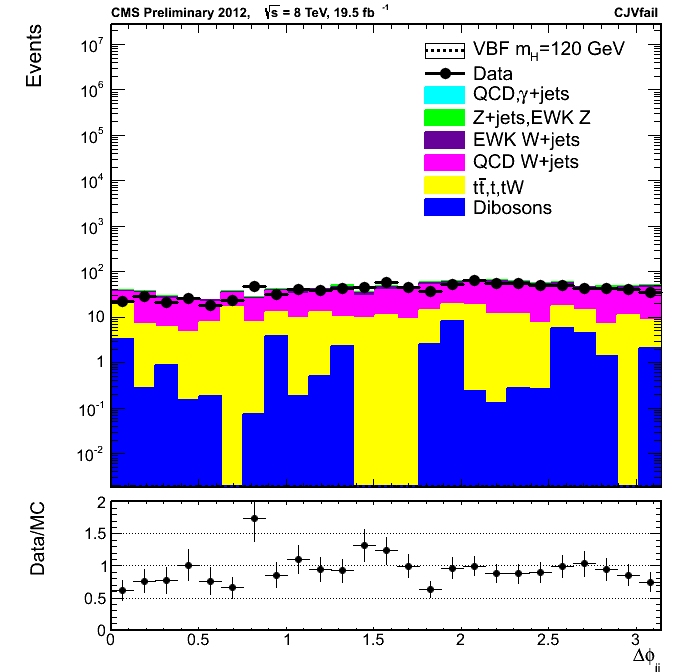 CMS Preliminary 2012, √s = 8 TeV, 19.5 fb⁻¹ CJVfail
Events
10⁷
10⁶
10⁵
10⁴
10³
10²
10
1
10⁻¹
10⁻²
VBF m_H=120 GeV
Data
QCD,γ+jets
Z+jets,EWK Z
EWK W+jets
QCD W+jets
tt̄,t,tW
Dibosons
Data/MC
2
1.5
1
0.5
0
0 0.5 1 1.5 2 2.5 3
Δϕ_jj